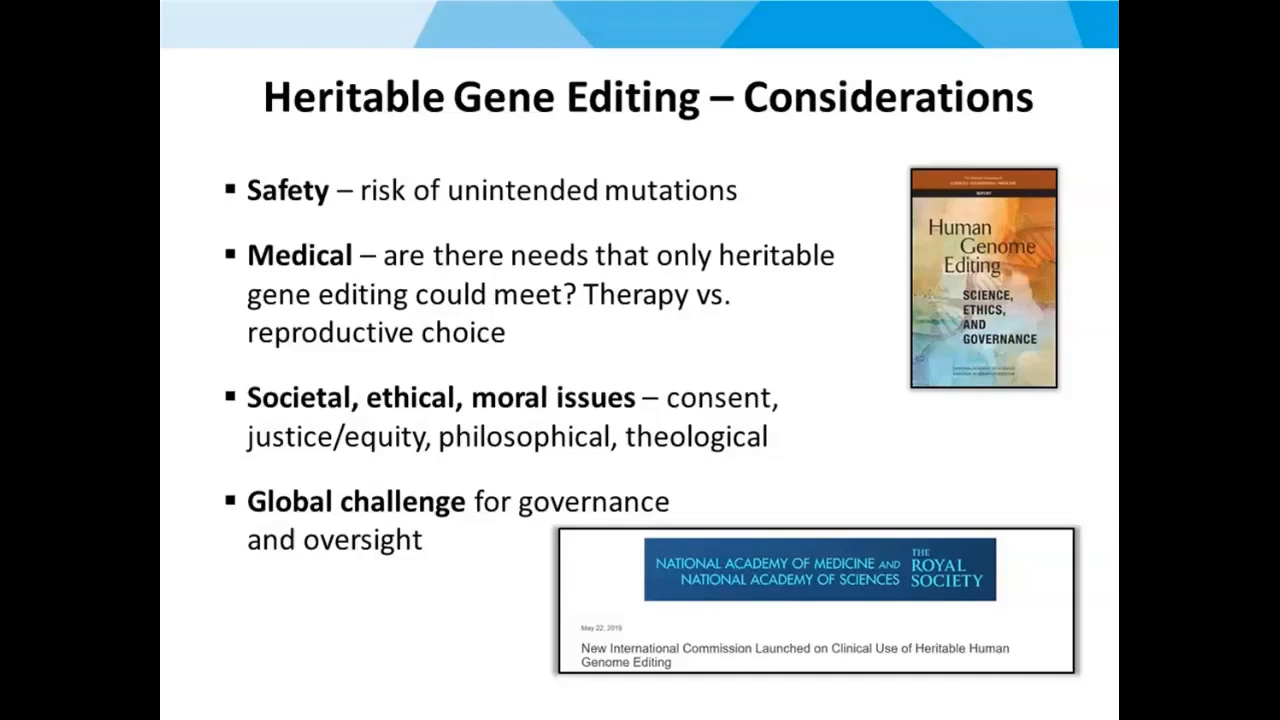 Heritable Gene Editing – Considerations
▪ Safety – risk of unintended mutations
▪ Medical – are there needs that only heritable
gene editing could meet? Therapy vs.
reproductive choice
▪ Societal, ethical, moral issues – consent,
justice/equity, philosophical, theological
▪ Global challenge for governance
and oversight
REPORT
Human
Genome
Editing
SCIENCE,
ETHICS,
AND
GOVERNANCE
NATIONAL ACADEMY OF MEDICINE AND
NATIONAL ACADEMY OF SCIENCES
THE
ROYAL
SOCIETY
May 22, 2019
New International Commission Launched on Clinical Use of Heritable Human
Genome Editing